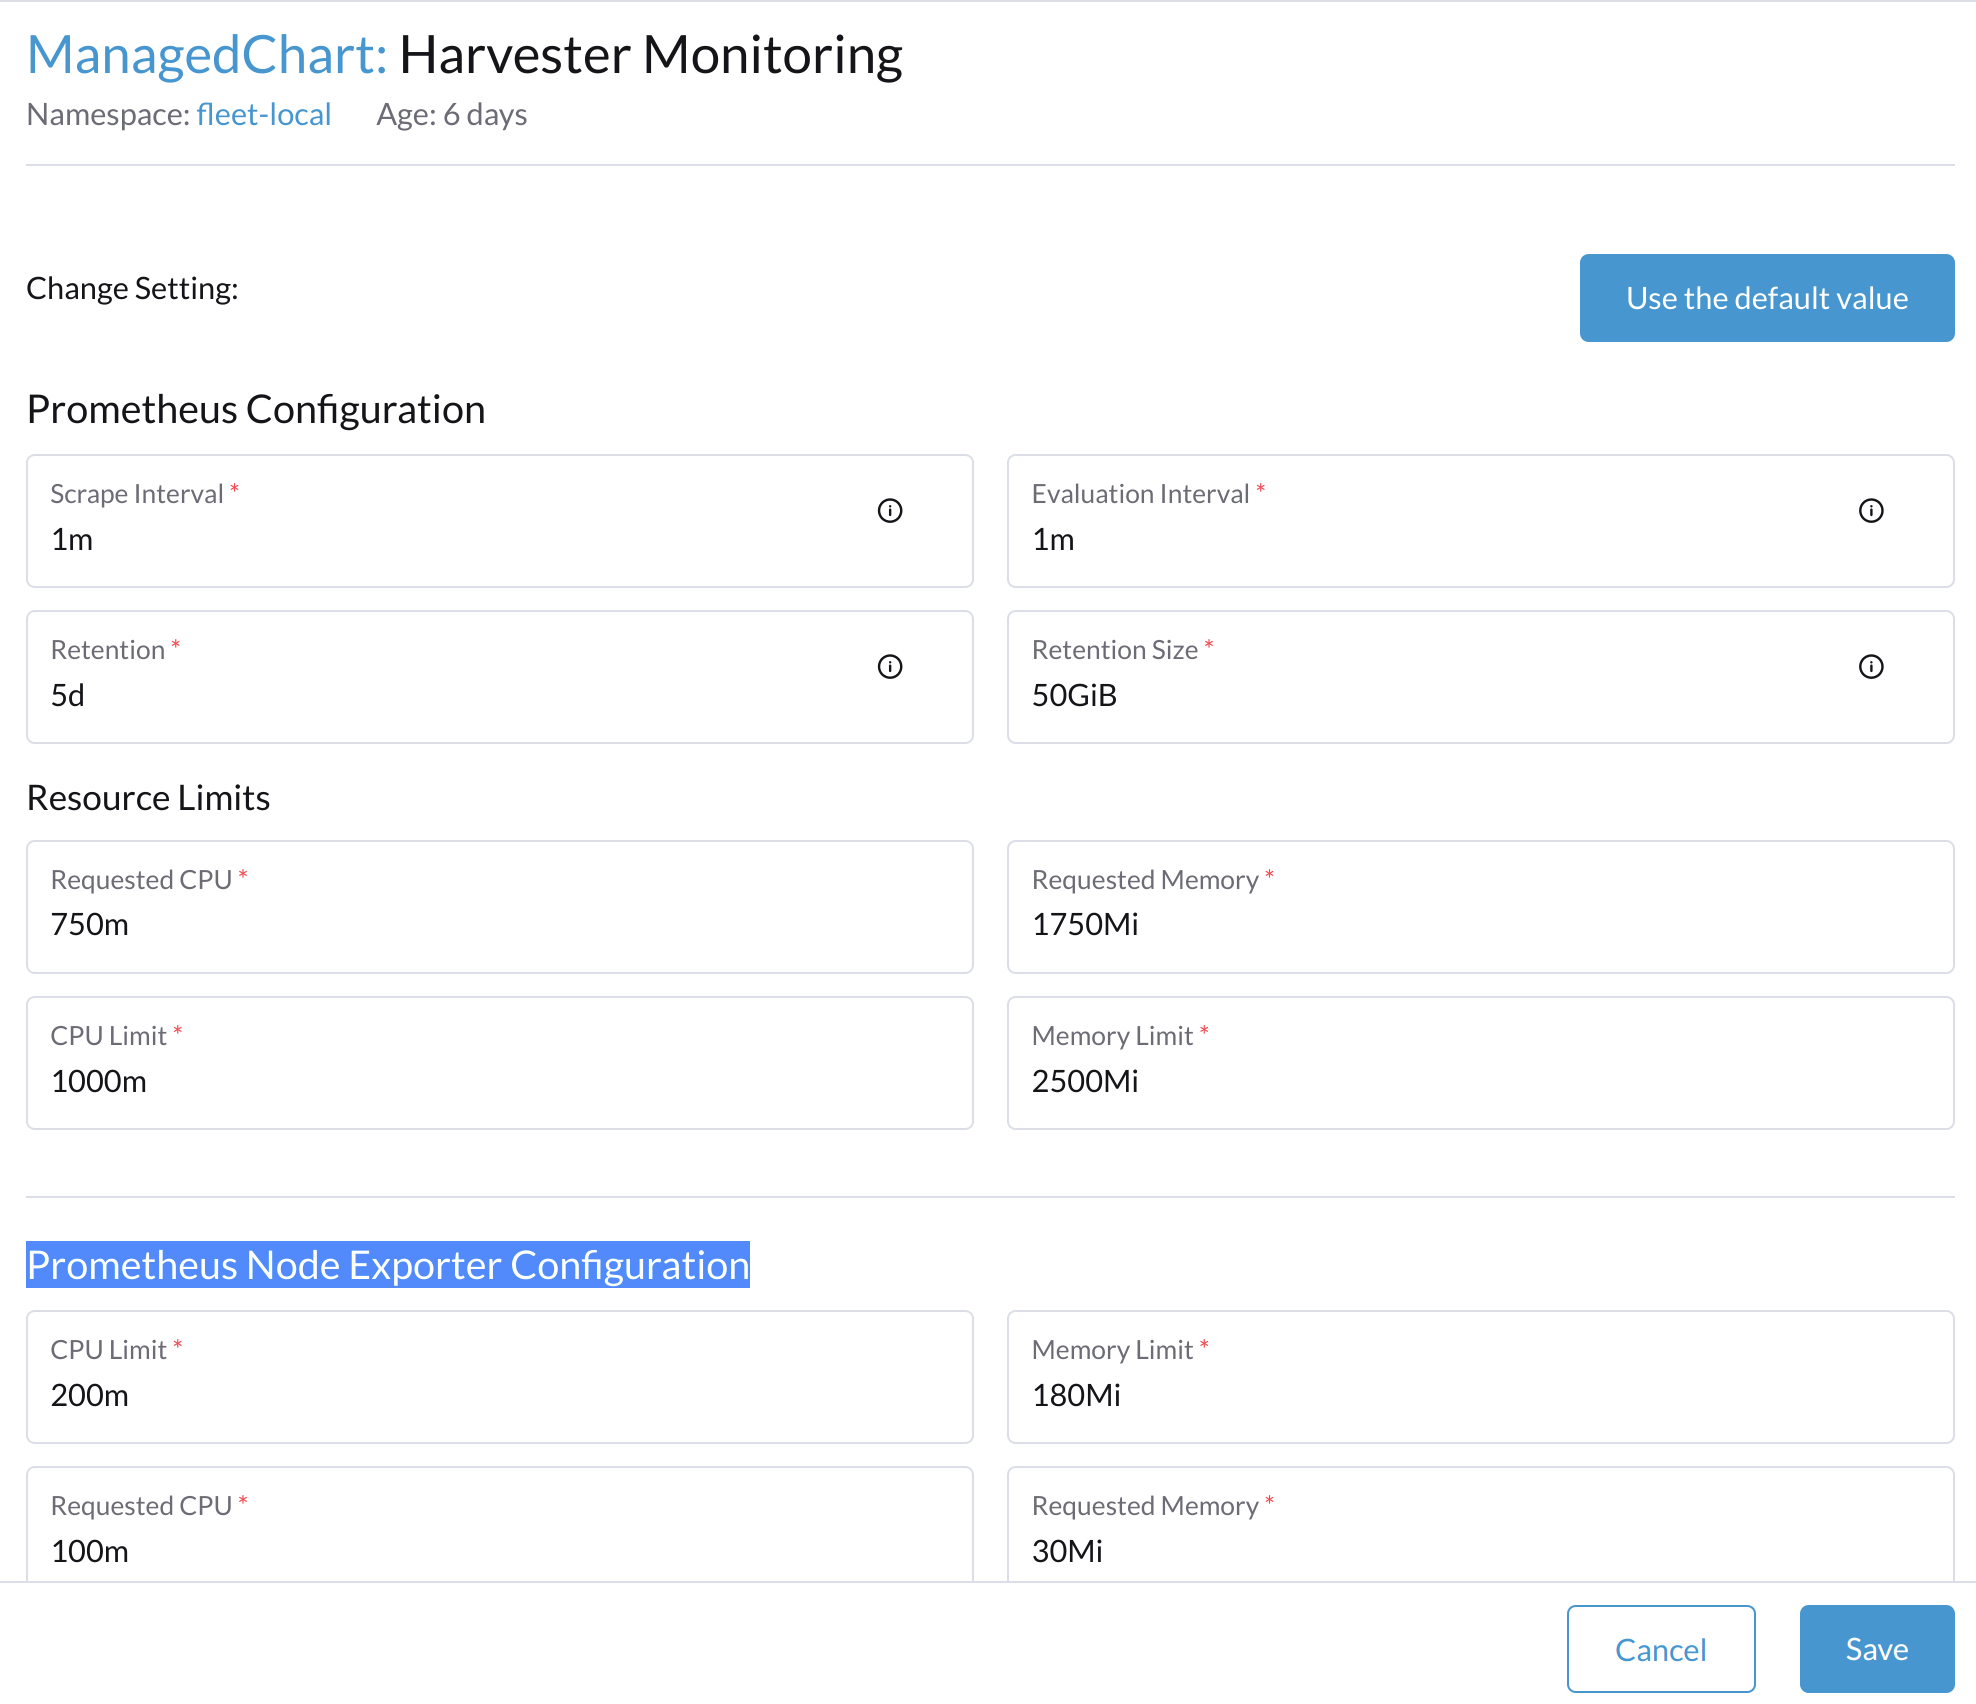 ManagedChart: Harvester Monitoring
Namespace: fleet-local Age: 6 days
Change Setting:
Use the default value
Prometheus Configuration
Scrape Interval *
1m
Evaluation Interval *
1m
Retention *
5d
Retention Size *
50GiB
Resource Limits
Requested CPU *
750m
Requested Memory *
1750Mi
CPU Limit *
1000m
Memory Limit *
2500Mi
Prometheus Node Exporter Configuration
CPU Limit *
200m
Memory Limit *
180Mi
Requested CPU *
100m
Requested Memory *
30Mi
Cancel
Save